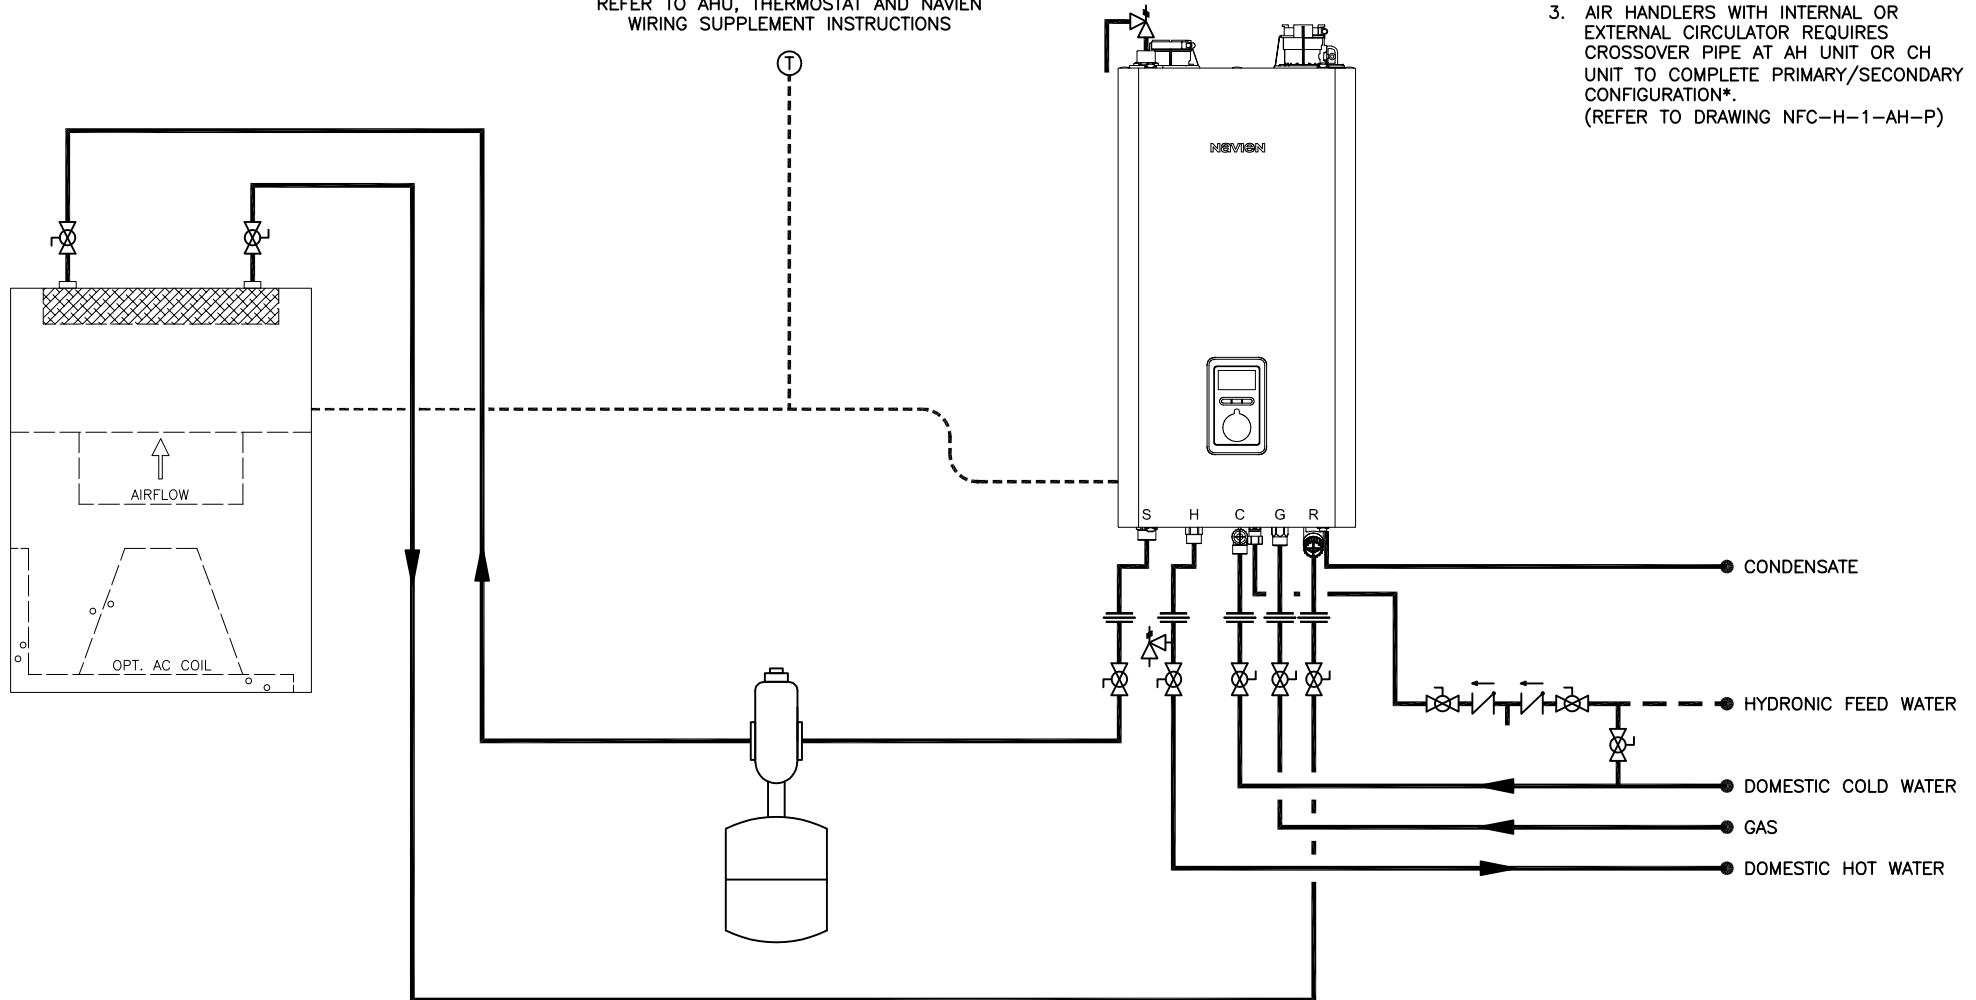 REFER TO AHU, THERMOSTAT AND NAVIEN
WIRING SUPPLEMENT INSTRUCTIONS
3. AIR HANDLERS WITH INTERNAL OR
EXTERNAL CIRCULATOR REQUIRES
CROSSOVER PIPE AT AH UNIT OR CH
UNIT TO COMPLETE PRIMARY/SECONDARY
CONFIGURATION*.
(REFER TO DRAWING NFC-H-1-AH-P)
T
NAVIEN
AIRFLOW
S H C G R
CONDENSATE
OPT. AC COIL
HYDRONIC FEED WATER
DOMESTIC COLD WATER
GAS
DOMESTIC HOT WATER